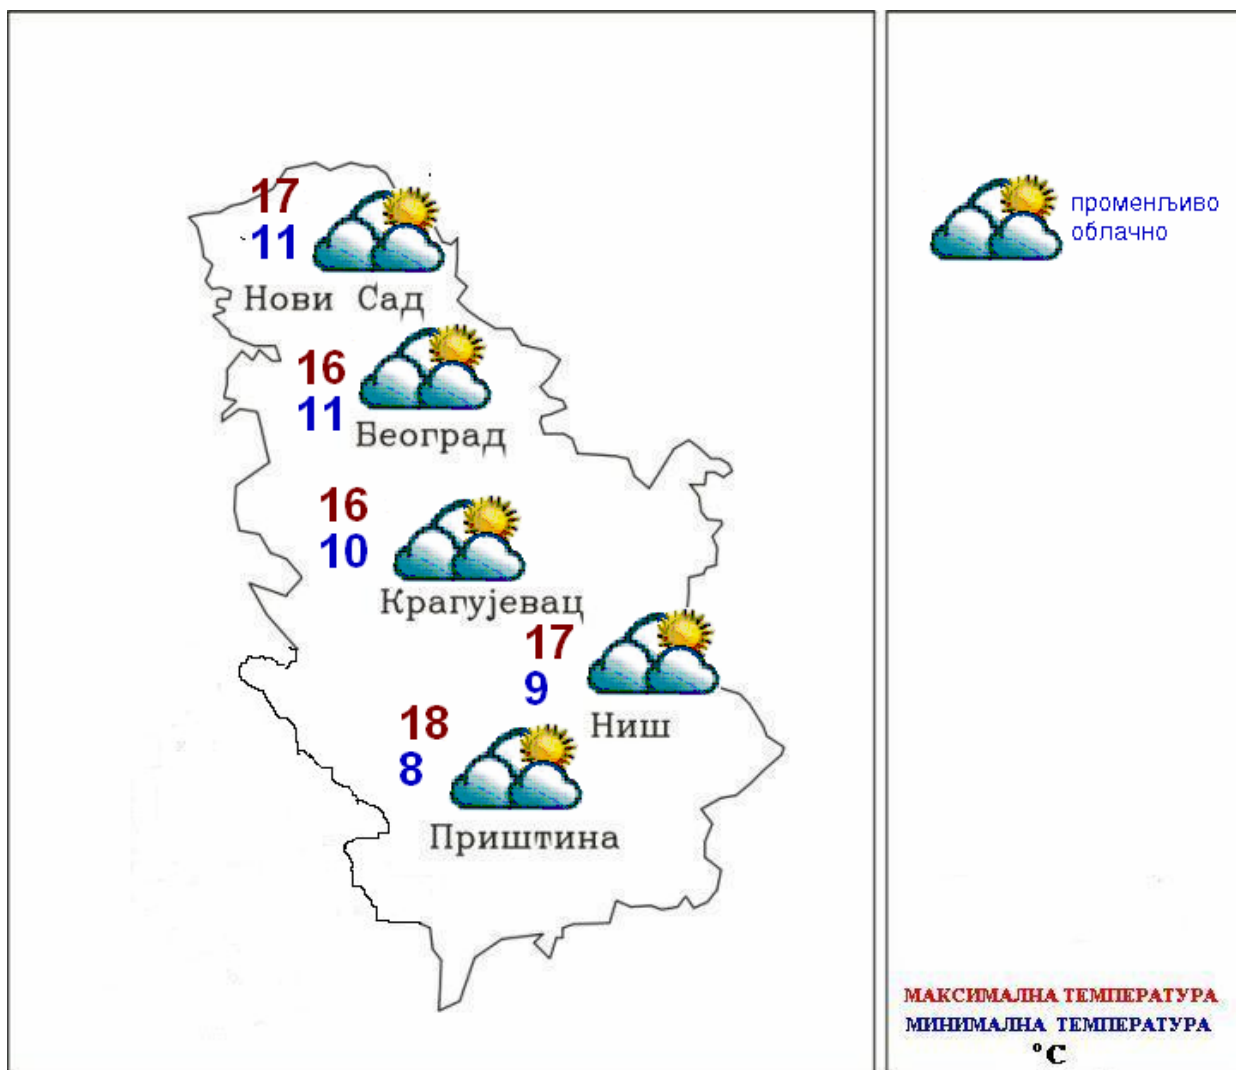 17
11
Нови Сад
16
11
Београд
16
10
Крагујевац
17
9
Ниш
18
8
Приштина
променљиво
облачно
МАКСИМАЛНА ТЕМПЕРАТУРА
МИНИМАЛНА ТЕМПЕРАТУРА
°C